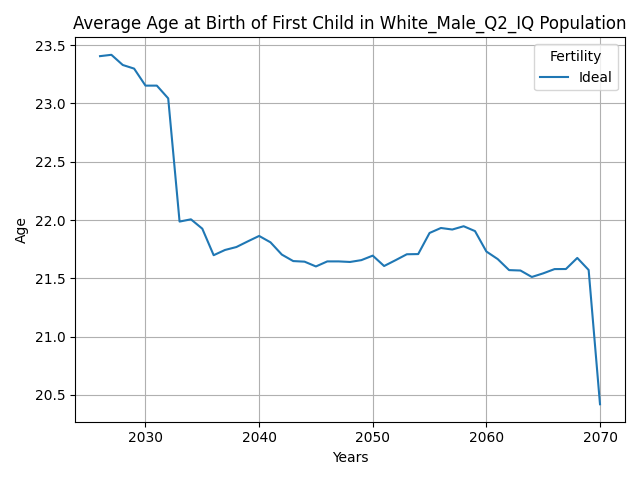 Average Age at Birth of First Child in White_Male_Q2_IQ Population
Fertility
Ideal
23.5
23.0
22.5
22.0
21.5
21.0
20.5
Age
2030 2040 2050 2060 2070
Years